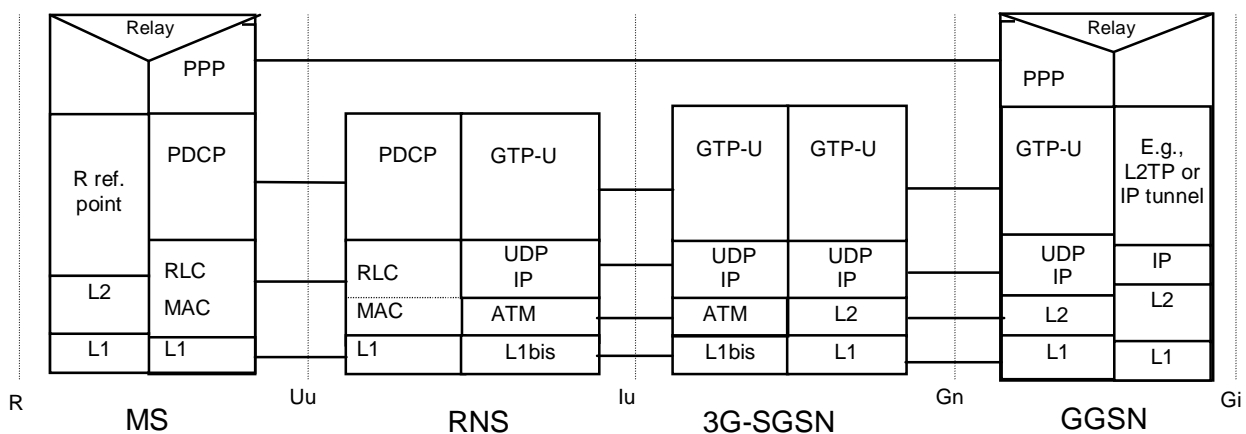 Relay
PPP
R ref.
point
PDCP
L2
RLC
MAC
L1
L1
PDCP
GTP-U
RLC
UDP
IP
MAC
ATM
L1
L1bis
GTP-U
GTP-U
UDP
IP
UDP
IP
ATM
L2
L1bis
L1
Relay
PPP
GTP-U
E.g.,
L2TP or
IP tunnel
UDP
IP
IP
L2
L2
L1
L1
R
Uu
Iu
Gn
Gi
MS
RNS
3G-SGSN
GGSN